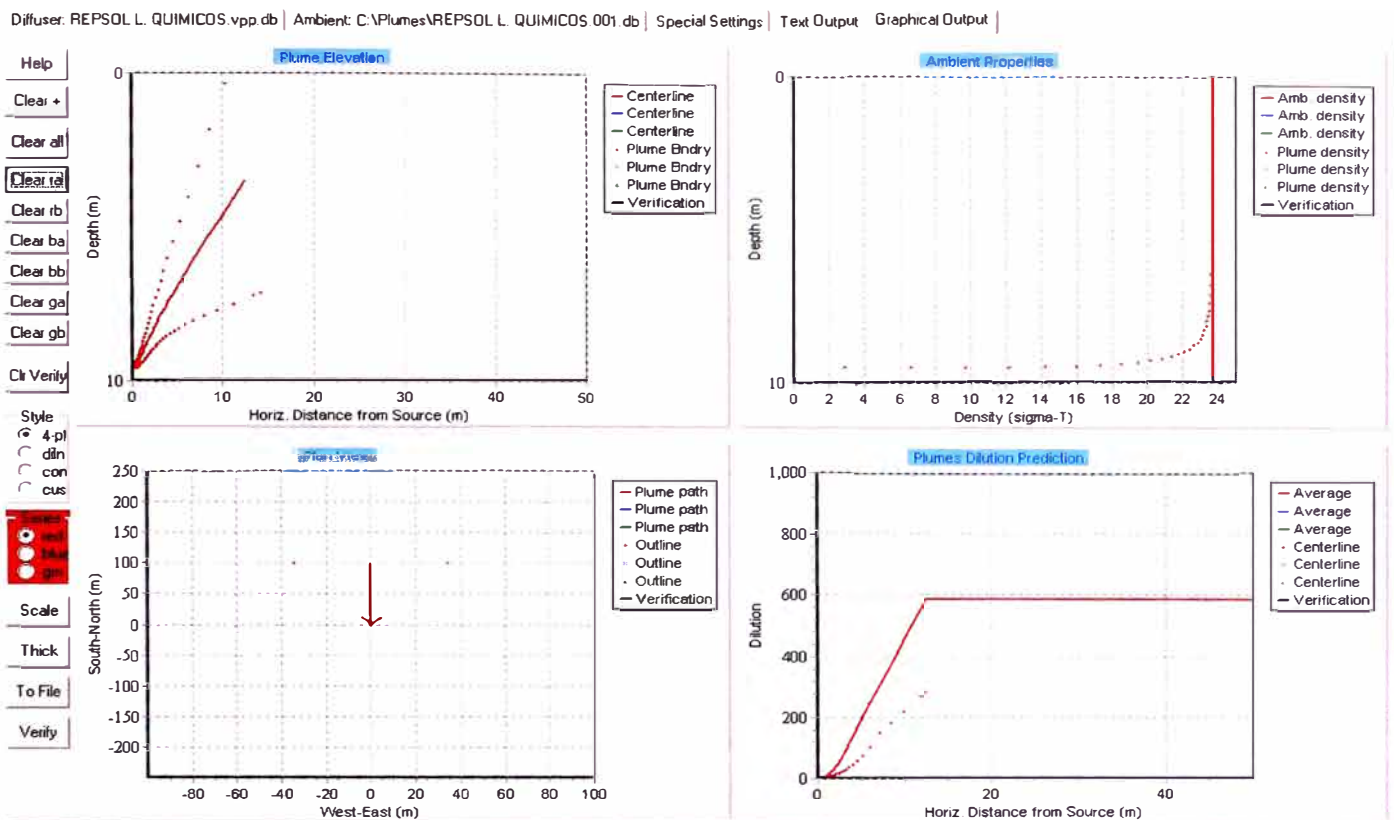 Diffuser: REPSOL L. QUIMICOS.vpp.db | Ambient: C:\Plumes\REPSOL L. QUIMICOS 001.db | Special Settings | Text Output | Graphical Output
Help
Clear +
Clear all
Clear ra
Clear rb
Clear ba
Clear bb
Clear ga
Clear gb
Clr Verify
Style
4-pl
diln
con
cus
red
blue
grn
Scale
Thick
To File
Verify
Plume Elevation
0
10
Depth (m)
0 10 20 30 40 50
Horiz. Distance from Source (m)
Centerline
Centerline
Centerline
Plume Bndry
Plume Bndry
Plume Bndry
Verification
Ambient Properties
0
10
Depth (m)
0 2 4 6 8 10 12 14 16 18 20 22 24
Density (sigma-T)
Amb. density
Amb. density
Amb. density
Plume density
Plume density
Plume density
Verification
250
200
150
100
50
0
-50
-100
-150
-200
South-North (m)
-80 -60 -40 -20 0 20 40 60 80 100
West-East (m)
Plume path
Plume path
Plume path
Outline
Outline
Outline
Verification
Plumes Dilution Prediction
1,000
800
600
400
200
0
Dilution
0 20 40
Horiz. Distance from Source (m)
Average
Average
Average
Centerline
Centerline
Centerline
Verification